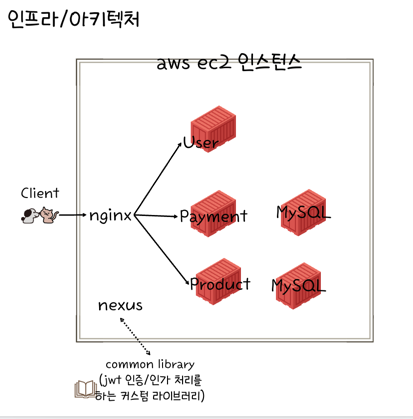 인프라/아키텍처
aws ec2 인스턴스
User
Client
nginx
Payment
MySQL
Product
MySQL
nexus
common library
(jwt 인증/인가 처리를
하는 커스텀 라이브러리)